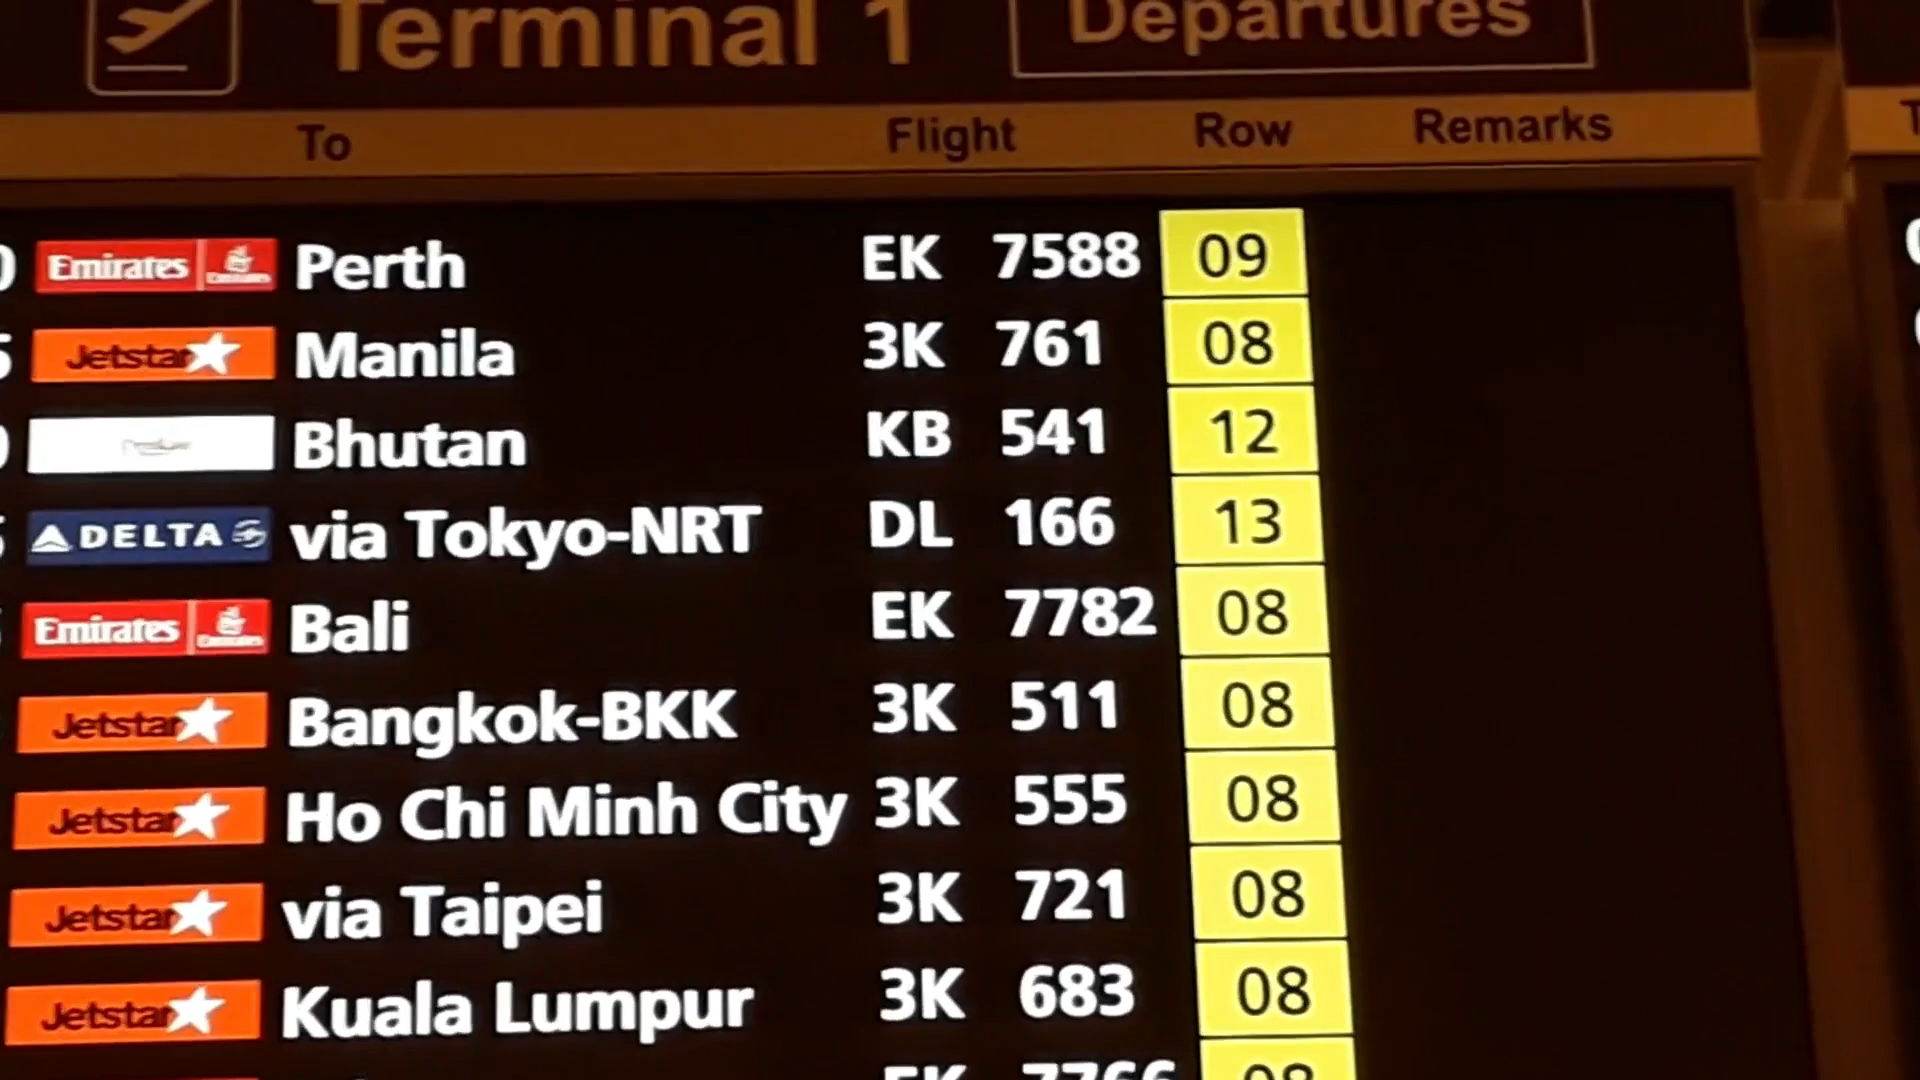 Terminal 1 Departures
To Flight Row Remarks
Emirates Perth EK 7588 09
Jetstar Manila 3K 761 08
Bhutan KB 541 12
DELTA via Tokyo-NRT DL 166 13
Emirates Bali EK 7782 08
Jetstar Bangkok-BKK 3K 511 08
Jetstar Ho Chi Minh City 3K 555 08
Jetstar via Taipei 3K 721 08
Jetstar Kuala Lumpur 3K 683 08
EK 7766 08